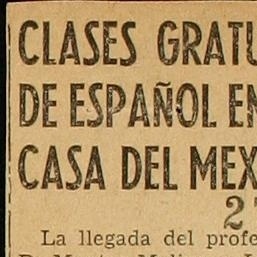 CLASES GRATU
DE ESPAÑOL EN
CASA DEL MEX
2
La llegada del profe